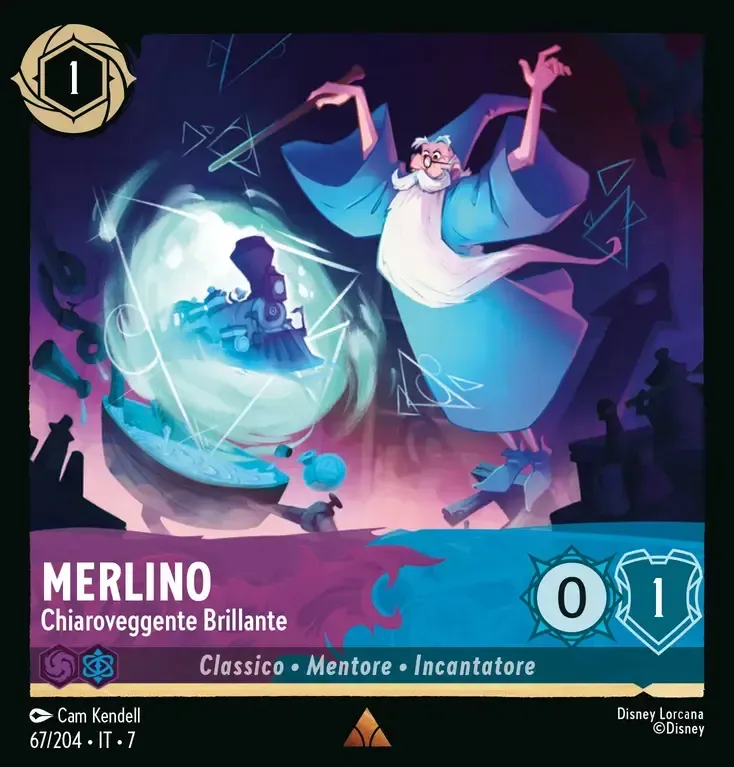 1
MERLINO
Chiaroveggente Brillante
0
1
Classico • Mentore • Incantatore
Cam Kendell
67/204 • IT • 7
Disney Lorcana
©Disney